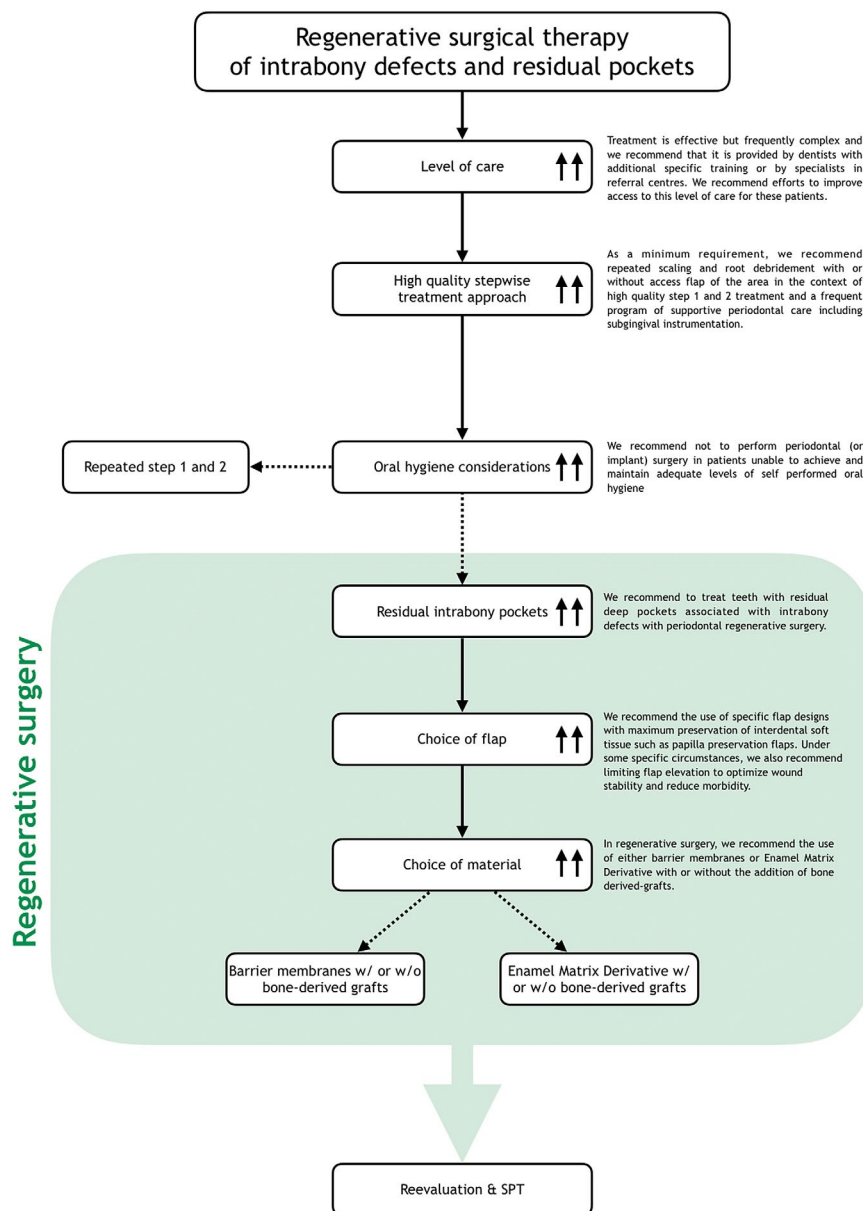 Regenerative surgical therapy
of intrabony defects and residual pockets
Level of care
Treatment is effective but frequently complex and
we recommend that it is provided by dentists with
additional specific training or by specialists in
referral centres. We recommend efforts to improve
access to this level of care for these patients.
High quality stepwise
treatment approach
As a minimum requirement, we recommend
repeated scaling and root debridement with or
without access flap of the area in the context of
high quality step 1 and 2 treatment and a frequent
program of supportive periodontal care including
subgingival instrumentation.
Repeated step 1 and 2
Oral hygiene considerations
We recommend not to perform periodontal (or
implant) surgery in patients unable to achieve and
maintain adequate levels of self performed oral
hygiene
Regenerative surgery
Residual intrabony pockets
We recommend to treat teeth with residual
deep pockets associated with intrabony
defects with periodontal regenerative surgery.
Choice of flap
We recommend the use of specific flap designs
with maximum preservation of interdental soft
tissue such as papilla preservation flaps. Under
some specific circumstances, we also recommend
limiting flap elevation to optimize wound
stability and reduce morbidity.
Choice of material
In regenerative surgery, we recommend the use
of either barrier membranes or Enamel Matrix
Derivative with or without the addition of bone
derived-grafts.
Barrier membranes w/ or w/o
bone-derived grafts
Enamel Matrix Derivative w/
or w/o bone-derived grafts
Reevaluation & SPT